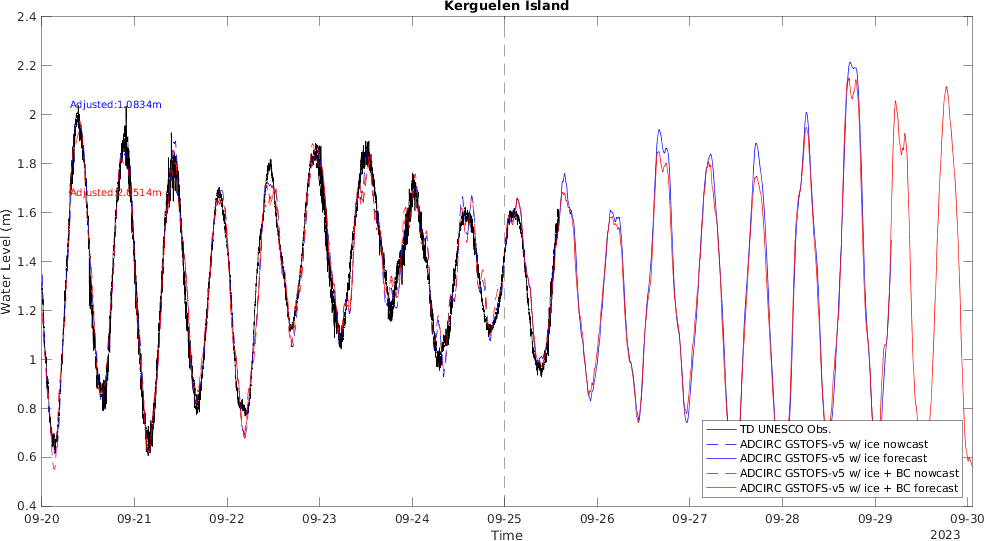 Kerguelen Island
2.4
2.2
2
1.8
1.6
1.4
1.2
1
0.8
0.6
0.4
Water Level (m)
Adjusted:1.0834m
TD UNESCO Obs.
ADCIRC GSTOFS-v5 w/ ice nowcast
ADCIRC GSTOFS-v5 w/ ice forecast
ADCIRC GSTOFS-v5 w/ ice + BC nowcast
ADCIRC GSTOFS-v5 w/ ice + BC forecast
09-20 09-21 09-22 09-23 09-24 09-25 09-26 09-27 09-28 09-29 09-30
Time
2023